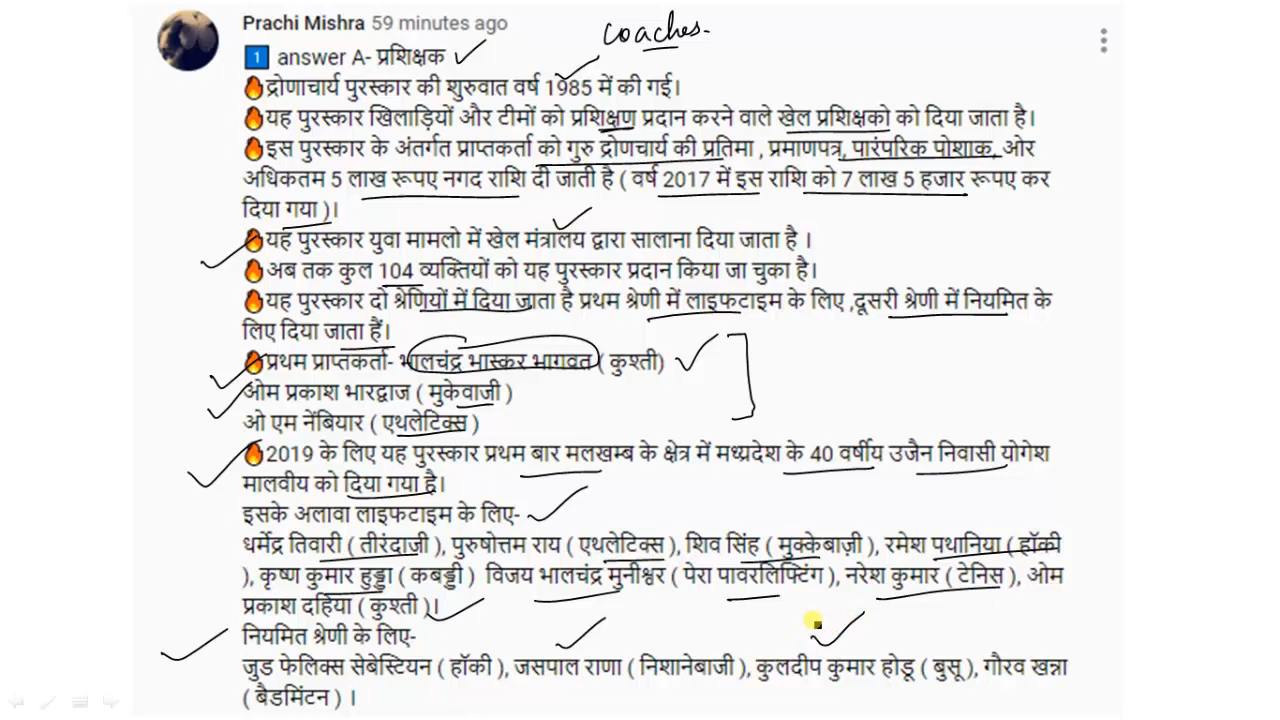 Prachi Mishra 59 minutes ago
coaches.
1 answer A- प्रशिक्षक
🔥द्रोणाचार्य पुरस्कार की शुरुवात वर्ष 1985 में की गई।
🔥यह पुरस्कार खिलाड़ियों और टीमों को प्रशिक्षण प्रदान करने वाले खेल प्रशिक्षको को दिया जाता है।
🔥इस पुरस्कार के अंतर्गत प्राप्तकर्ता को गुरु द्रोणचार्य की प्रतिमा , प्रमाणपत्र, पारंपरिक पोशाक, ओर
अधिकतम 5 लाख रूपए नगद राशि दी जाती है ( वर्ष 2017 में इस राशि को 7 लाख 5 हजार रूपए कर
दिया गया )।
🔥यह पुरस्कार युवा मामलो में खेल मंत्रालय द्वारा सालाना दिया जाता है ।
🔥अब तक कुल 104 व्यक्तियों को यह पुरस्कार प्रदान किया जा चुका है।
🔥यह पुरस्कार दो श्रेणियों में दिया जाता है प्रथम श्रेणी में लाइफटाइम के लिए ,दूसरी श्रेणी में नियमित के
लिए दिया जाता हैं।
🔥प्रथम प्राप्तकर्ता- भालचंद्र भास्कर भागवत ( कुश्ती)
ओम प्रकाश भारद्वाज ( मुकेवाजी )
ओ एम नेंबियार ( एथलेटिक्स )
🔥2019 के लिए यह पुरस्कार प्रथम बार मलखम्ब के क्षेत्र में मध्प्रदेश के 40 वर्षीय उजैन निवासी योगेश
मालवीय को दिया गया है।
इसके अलावा लाइफटाइम के लिए-
धर्मेद्र तिवारी ( तीरंदाजी ), पुरुषोत्तम राय ( एथलेटिक्स ), शिव सिंह ( मुक्केबाज़ी ), रमेश पथानिया ( हॉकी
), कृष्ण कुमार हुड्डा ( कबड्डी ) विजय भालचंद्र मुनीश्वर ( पेरा पावरलिफ्टिंग ), नरेश कुमार ( टेनिस ), ओम
प्रकाश दहिया ( कुश्ती )।
नियमित श्रेणी के लिए-
जुड फेलिक्स सेबेस्टियन ( हॉकी ), जसपाल राणा ( निशानेबाजी ), कुलदीप कुमार होडू ( बुसू ), गौरव खन्ना
( बैडमिंटन ) ।